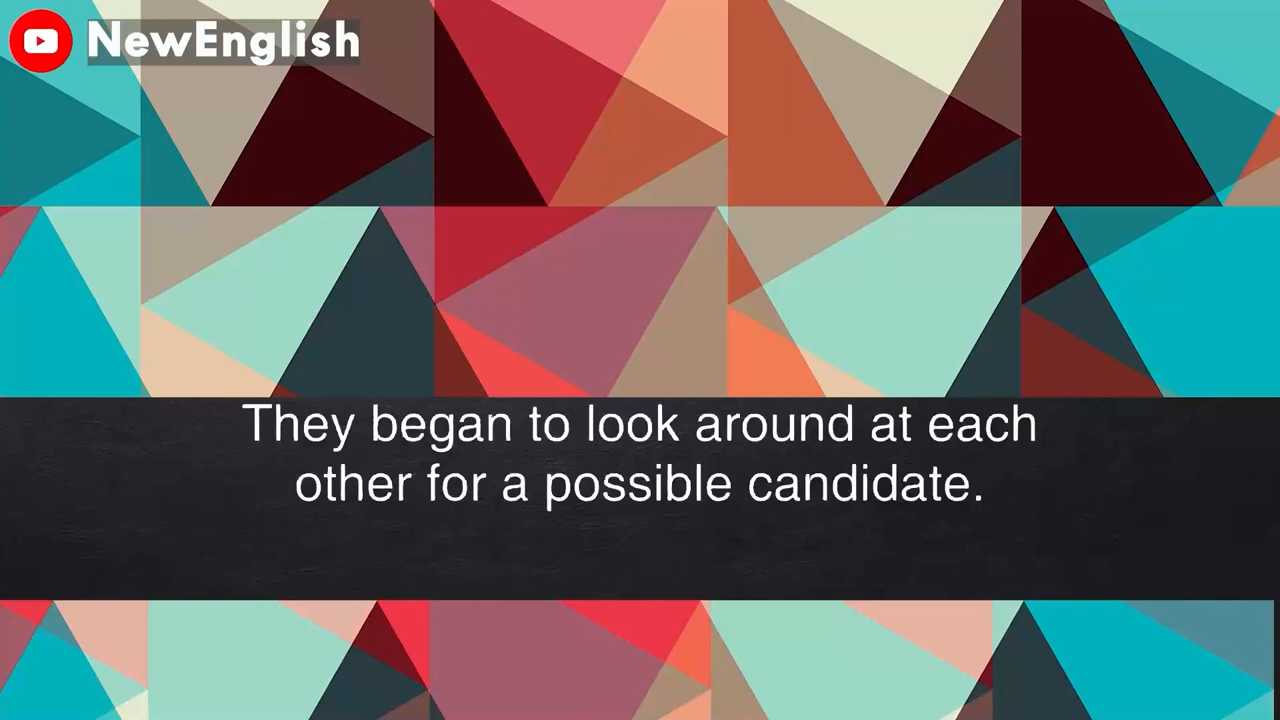 NewEnglish
They began to look around at each
other for a possible candidate.